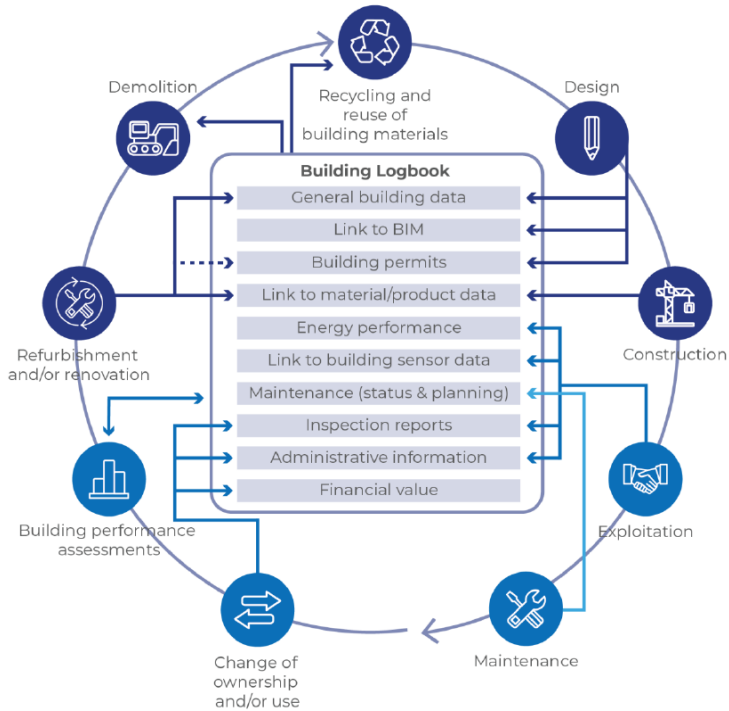 Demolition
Recycling and
reuse of
building materials
Design
Building Logbook
General building data
Link to BIM
Building permits
Link to material/product data
Energy performance
Link to building sensor data
Maintenance (status & planning)
Inspection reports
Administrative information
Financial value
Refurbishment
and/or renovation
Construction
Building performance
assessments
Exploitation
Change of
ownership
and/or use
Maintenance